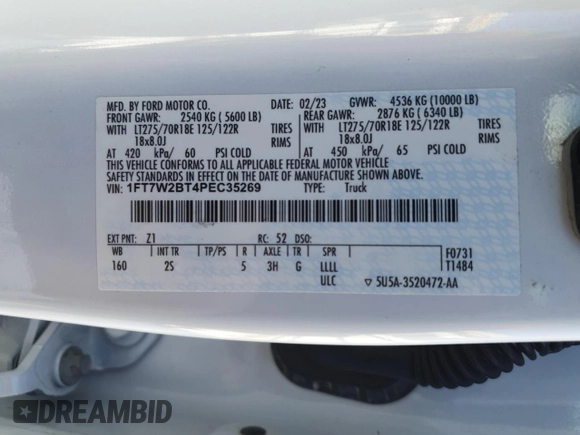 MFD. BY FORD MOTOR CO.
02/23
GVWR: 4536 KG (10000 LB)
FRONT GAWR: 2540 KG ( 5600 LB)
REAR GAWR: 2876 KG ( 6340 LB)
WITH LT275/70R18E 125/122R TIRES
WITH LT275/70R18E 125/122R TIRES
18x8.0J RIMS
18x8.0J RIMS
AT 420 kPa/ 60 PSI COLD
AT 450 kPa/ 65 PSI COLD
THIS VEHICLE CONFORMS TO ALL APPLICABLE FEDERAL MOTOR VEHICLE
SAFETY STANDARDS IN EFFECT ON THE DATE OF MANUFACTURE SHOWN ABOVE.
VIN: 1FT7W2BT4PEC35269
TYPE: Truck
EXT PNT: Z1 RC: 52 DSO:
WB INT TR TP/PS R AXLE TR SPR
160 2S 5 3H G LLLL
ULC
F0731
T1484
▽ 5U5A-3520472-AA
DREAMBID